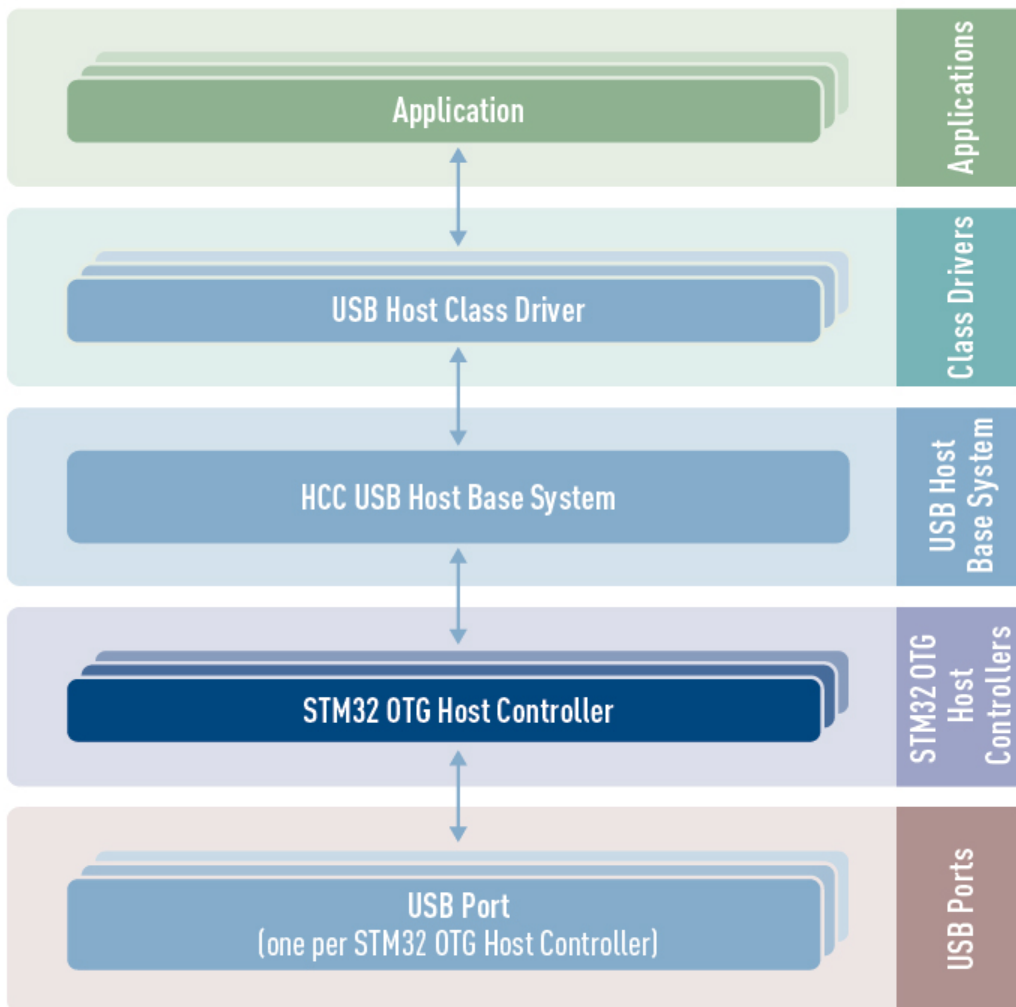 Application
Applications
USB Host Class Driver
Class Drivers
HCC USB Host Base System
USB Host
Base System
STM32 OTG Host Controller
STM32 OTG
Host
Controllers
USB Port
(one per STM32 OTG Host Controller)
USB Ports